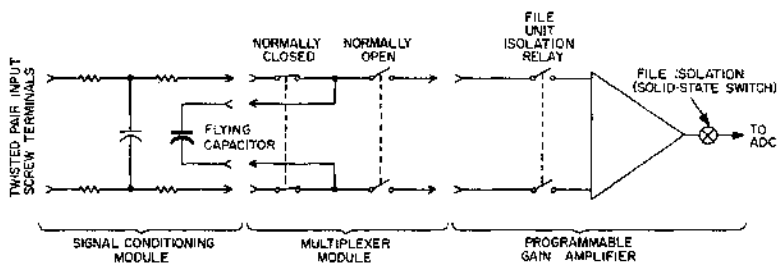 TWISTED PAIR INPUT
SCREW TERMINALS
FLYING
CAPACITOR
NORMALLY
CLOSED
NORMALLY
OPEN
FILE
UNIT
ISOLATION
RELAY
FILE ISOLATION
(SOLID-STATE SWITCH)
TO
ADC
SIGNAL CONDITIONING
MODULE
MULTIPLEXER
MODULE
PROGRAMMABLE
GAIN AMPLIFIER